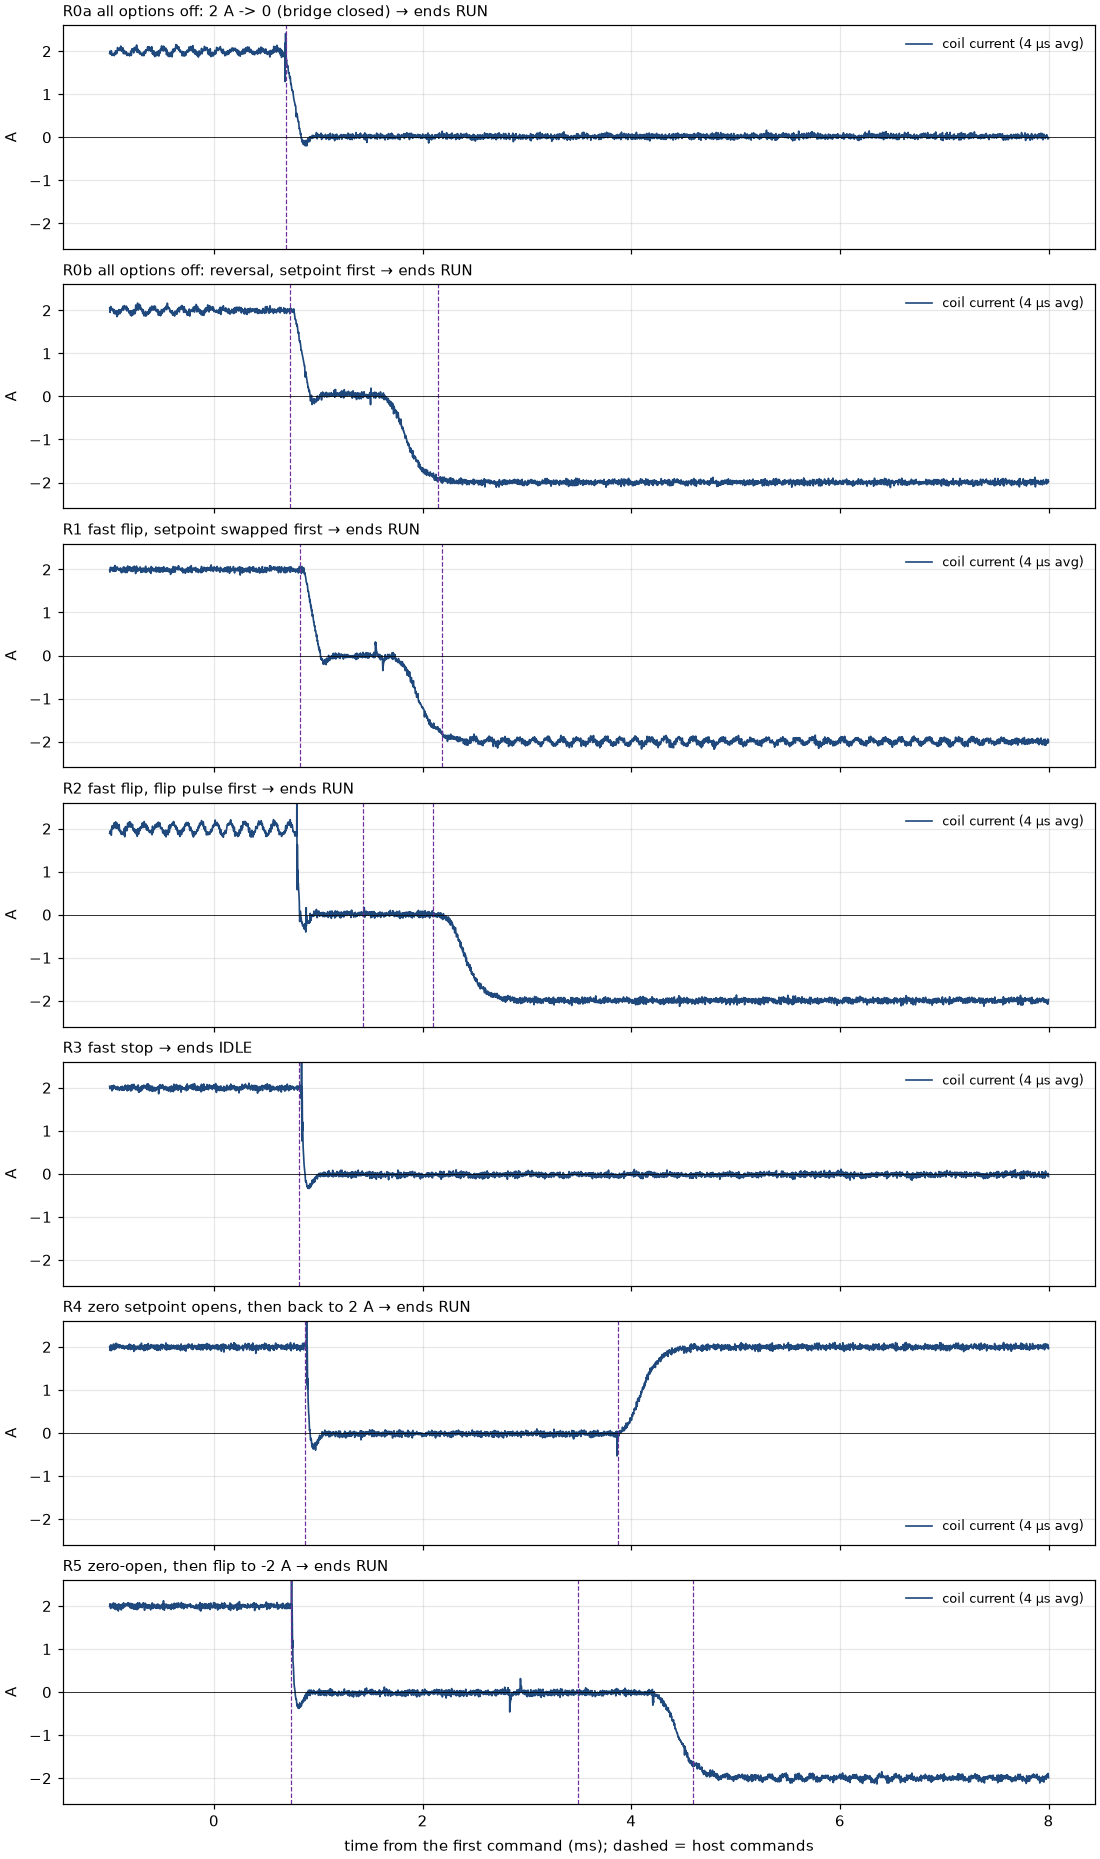 R0a all options off: 2 A -> 0 (bridge closed) → ends RUN
coil current (4 µs avg)
2
1
0
−1
−2
A
R0b all options off: reversal, setpoint first → ends RUN
coil current (4 µs avg)
2
1
0
−1
−2
A
R1 fast flip, setpoint swapped first → ends RUN
coil current (4 µs avg)
2
1
0
−1
−2
A
R2 fast flip, flip pulse first → ends RUN
coil current (4 µs avg)
2
1
0
−1
−2
A
R3 fast stop → ends IDLE
coil current (4 µs avg)
2
1
0
−1
−2
A
R4 zero setpoint opens, then back to 2 A → ends RUN
2
1
0
−1
−2
A
coil current (4 µs avg)
R5 zero-open, then flip to -2 A → ends RUN
coil current (4 µs avg)
2
1
0
−1
−2
A
0 2 4 6 8
time from the first command (ms); dashed = host commands